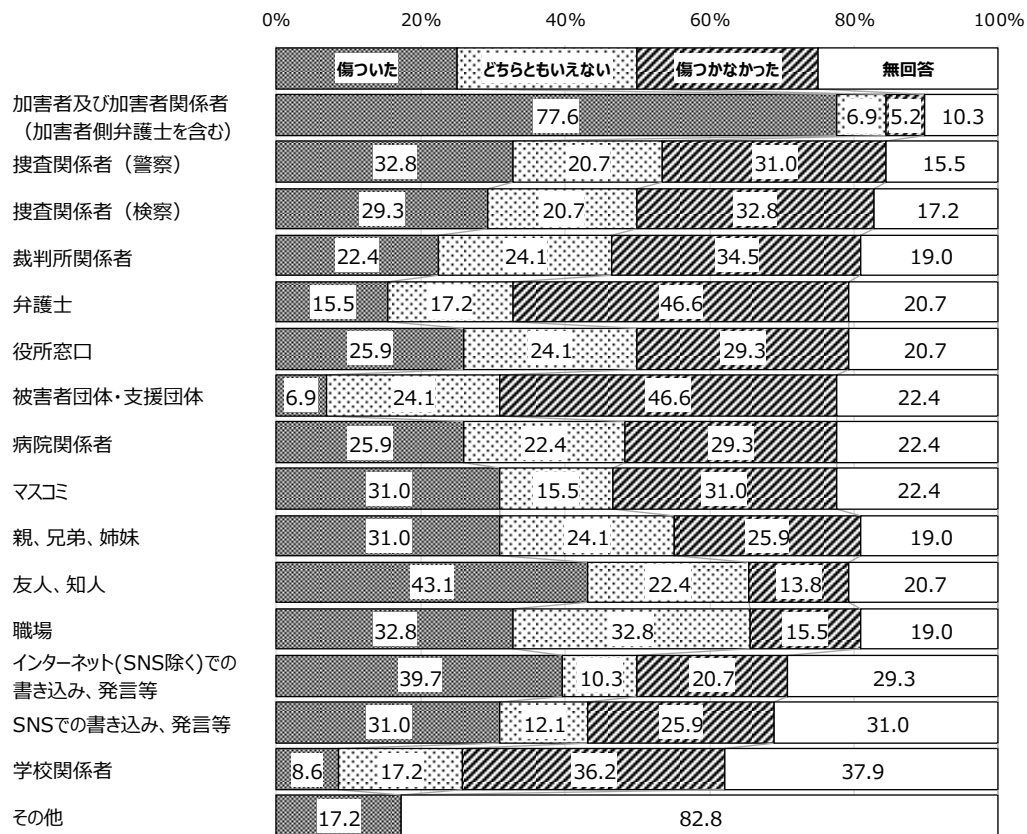 0% 20% 40% 60% 80% 100%
傷ついた どちらともいえない 傷つかなかった 無回答
加害者及び加害者関係者
（加害者側弁護士を含む）
77.6 6.9 5.2 10.3
捜査関係者（警察） 32.8 20.7 31.0 15.5
捜査関係者（検察） 29.3 20.7 32.8 17.2
裁判所関係者 22.4 24.1 34.5 19.0
弁護士 15.5 17.2 46.6 20.7
役所窓口 25.9 24.1 29.3 20.7
被害者団体・支援団体 6.9 24.1 46.6 22.4
病院関係者 25.9 22.4 29.3 22.4
マスコミ 31.0 15.5 31.0 22.4
親、兄弟、姉妹 31.0 24.1 25.9 19.0
友人、知人 43.1 22.4 13.8 20.7
職場 32.8 32.8 15.5 19.0
インターネット(SNS除く)での
書き込み、発言等
39.7 10.3 20.7 29.3
SNSでの書き込み、発言等 31.0 12.1 25.9 31.0
学校関係者 8.6 17.2 36.2 37.9
その他 17.2 82.8